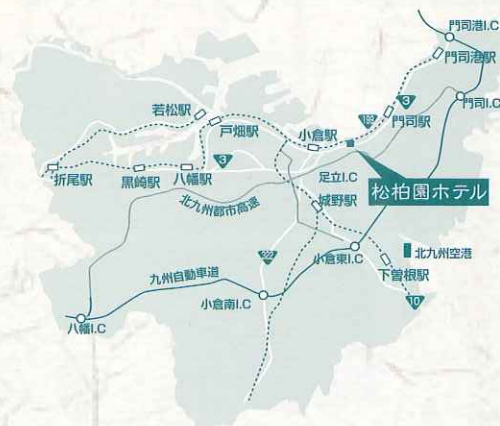 門司港I.C
門司港駅
門司I.C
若松駅
戸畑駅
小倉駅
199
3
門司駅
折尾駅
黒崎駅
八幡駅
3
足立I.C
松柏園ホテル
北九州都市高速
城野駅
322
小倉東I.C
北九州空港
下曽根駅
九州自動車道
小倉南I.C
10
八幡I.C